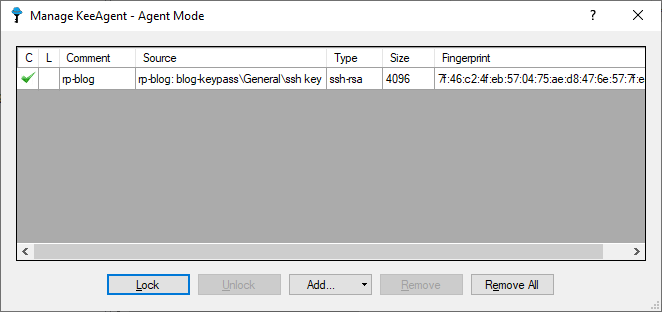 Manage KeeAgent - Agent Mode
? 
C L Comment Source Type Size Fingerprint
rp-blog rp-blog: blog-keypass\General\ssh key ssh-rsa 4096 7f:46:c2:4f:eb:57:04:75:ae:d8:47:6e:57:7f:e
Lock Unlock Add... Remove Remove All